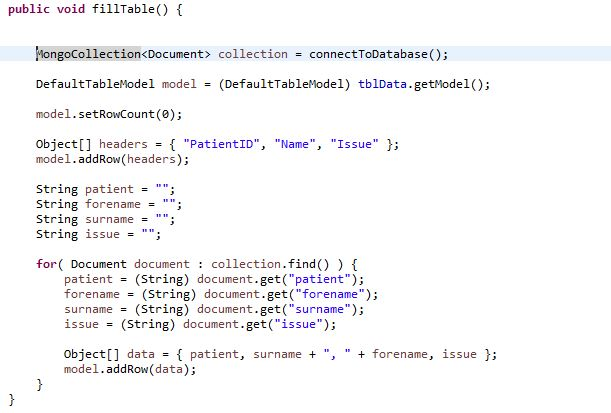 public void fillTable() {
MongoCollection<Document> collection = connectToDatabase();
DefaultTableModel model = (DefaultTableModel) tblData.getModel();
model.setRowCount(0);
Object[] headers = { "PatientID", "Name", "Issue" };
model.addRow(headers);
String patient = "";
String forename = "";
String surname = "";
String issue = "";
for( Document document : collection.find() ) {
patient = (String) document.get("patient");
forename = (String) document.get("forename");
surname = (String) document.get("surname");
issue = (String) document.get("issue");
Object[] data = { patient, surname + ", " + forename, issue };
model.addRow(data);
}
}